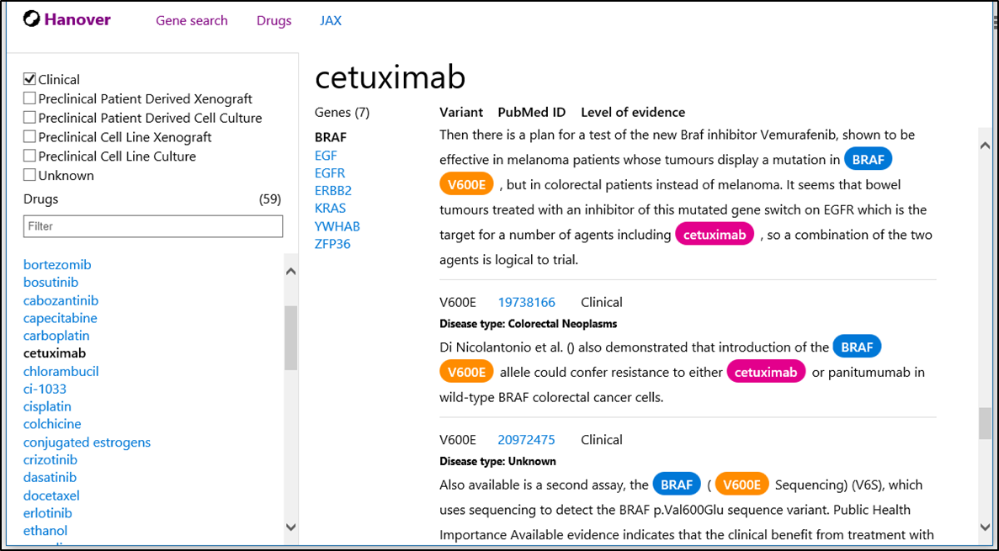 Hanover
Gene search
Drugs
JAX
Clinical
Preclinical Patient Derived Xenograft
Preclinical Patient Derived Cell Culture
Preclinical Cell Line Xenograft
Preclinical Cell Line Culture
Unknown
Drugs (59)
Filter
bortezomib
bosutinib
cabozantinib
capecitabine
carboplatin
cetuximab
chlorambucil
ci-1033
cisplatin
colchicine
conjugated estrogens
crizotinib
dasatinib
docetaxel
erlotinib
ethanol
cetuximab
Genes (7)
BRAF
EGF
EGFR
ERBB2
KRAS
YWHAB
ZFP36
Variant PubMed ID Level of evidence
Then there is a plan for a test of the new Braf inhibitor Vemurafenib, shown to be
effective in melanoma patients whose tumours display a mutation in BRAF
V600E , but in colorectal patients instead of melanoma. It seems that bowel
tumours treated with an inhibitor of this mutated gene switch on EGFR which is the
target for a number of agents including cetuximab , so a combination of the two
agents is logical to trial.
V600E 19738166 Clinical
Disease type: Colorectal Neoplasms
Di Nicolantonio et al. () also demonstrated that introduction of the BRAF
V600E allele could confer resistance to either cetuximab or panitumumab in
wild-type BRAF colorectal cancer cells.
V600E 20972475 Clinical
Disease type: Unknown
Also available is a second assay, the BRAF ( V600E Sequencing) (V6S), which
uses sequencing to detect the BRAF p.Val600Glu sequence variant. Public Health
Importance Available evidence indicates that the clinical benefit from treatment with